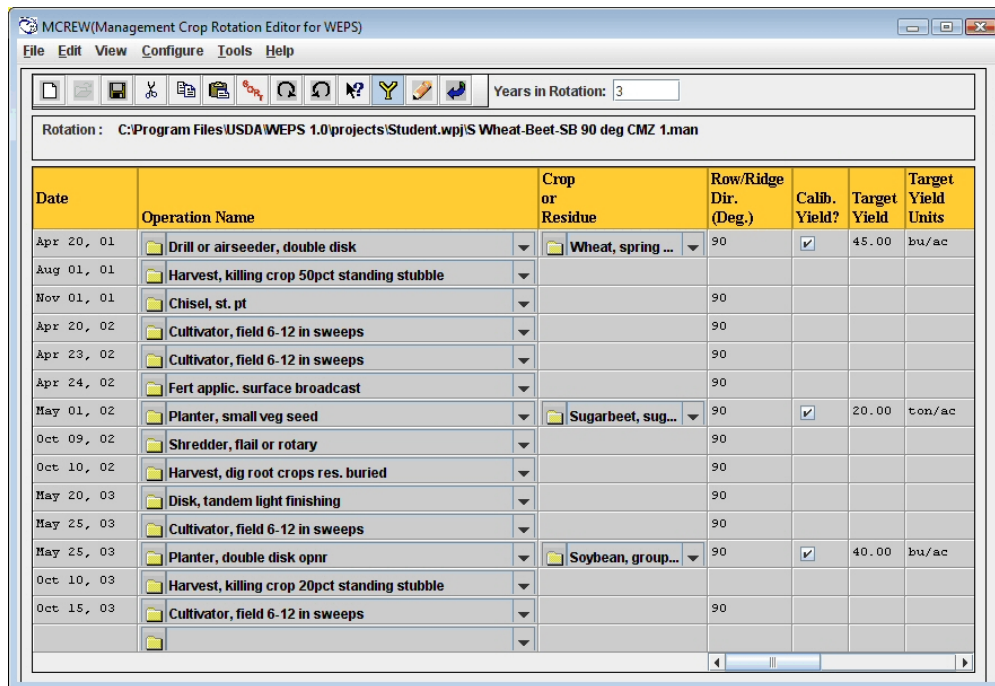 MCREW(Management Crop Rotation Editor for WEPS)
File Edit View Configure Tools Help
Years in Rotation: 3
Rotation : C:\Program Files\USDA\WEPS 1.0\projects\Student.wpj\S Wheat-Beet-SB 90 deg CMZ 1.man
Date Operation Name Crop or Residue Row/Ridge Dir. (Deg.) Calib. Yield? Target Yield Target Yield Units
Apr 20, 01 Drill or airseeder, double disk Wheat, spring ... 90 45.00 bu/ac
Aug 01, 01 Harvest, killing crop 50pct standing stubble
Nov 01, 01 Chisel, st. pt 90
Apr 20, 02 Cultivator, field 6-12 in sweeps 90
Apr 23, 02 Cultivator, field 6-12 in sweeps 90
Apr 24, 02 Fert applic. surface broadcast 90
May 01, 02 Planter, small veg seed Sugarbeet, sug... 90 20.00 ton/ac
Oct 09, 02 Shredder, flail or rotary 90
Oct 10, 02 Harvest, dig root crops res. buried 90
May 20, 03 Disk, tandem light finishing 90
May 25, 03 Cultivator, field 6-12 in sweeps 90
May 25, 03 Planter, double disk opnr Soybean, group... 90 40.00 bu/ac
Oct 10, 03 Harvest, killing crop 20pct standing stubble
Oct 15, 03 Cultivator, field 6-12 in sweeps 90